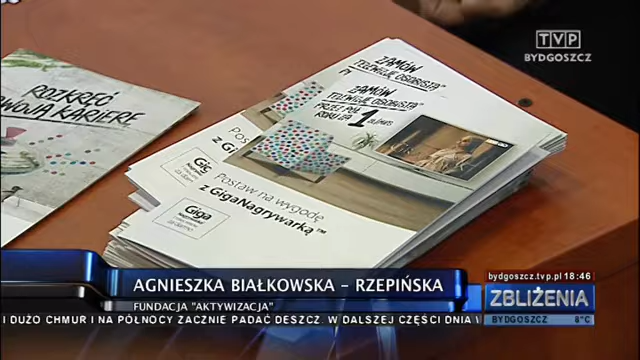 TVP
BYDGOSZCZ
ROZKRĘĆ
SWOJĄ KARIERĘ
ZAMÓW
TELEWIZJĘ OSOBISTĄ
ZAMÓW
TELEWIZJĘ OSOBISTĄ
PRZEZ PÓŁ
ROKU ZA 1
Postaw na wygodę
z GigaNagrywarką™
Giga
AGNIESZKA BIAŁKOWSKA – RZEPIŃSKA
FUNDACJA "AKTYWIZACJA"
bydgoszcz.tvp.pl 18:46
ZBLIŻENIA
BYDGOSZCZ 8°C
I DUŻO CHMUR I NA PÓŁNOCY ZACZNIE PADAĆ DESZCZ. W DALSZEJ CZĘŚCI DNIA